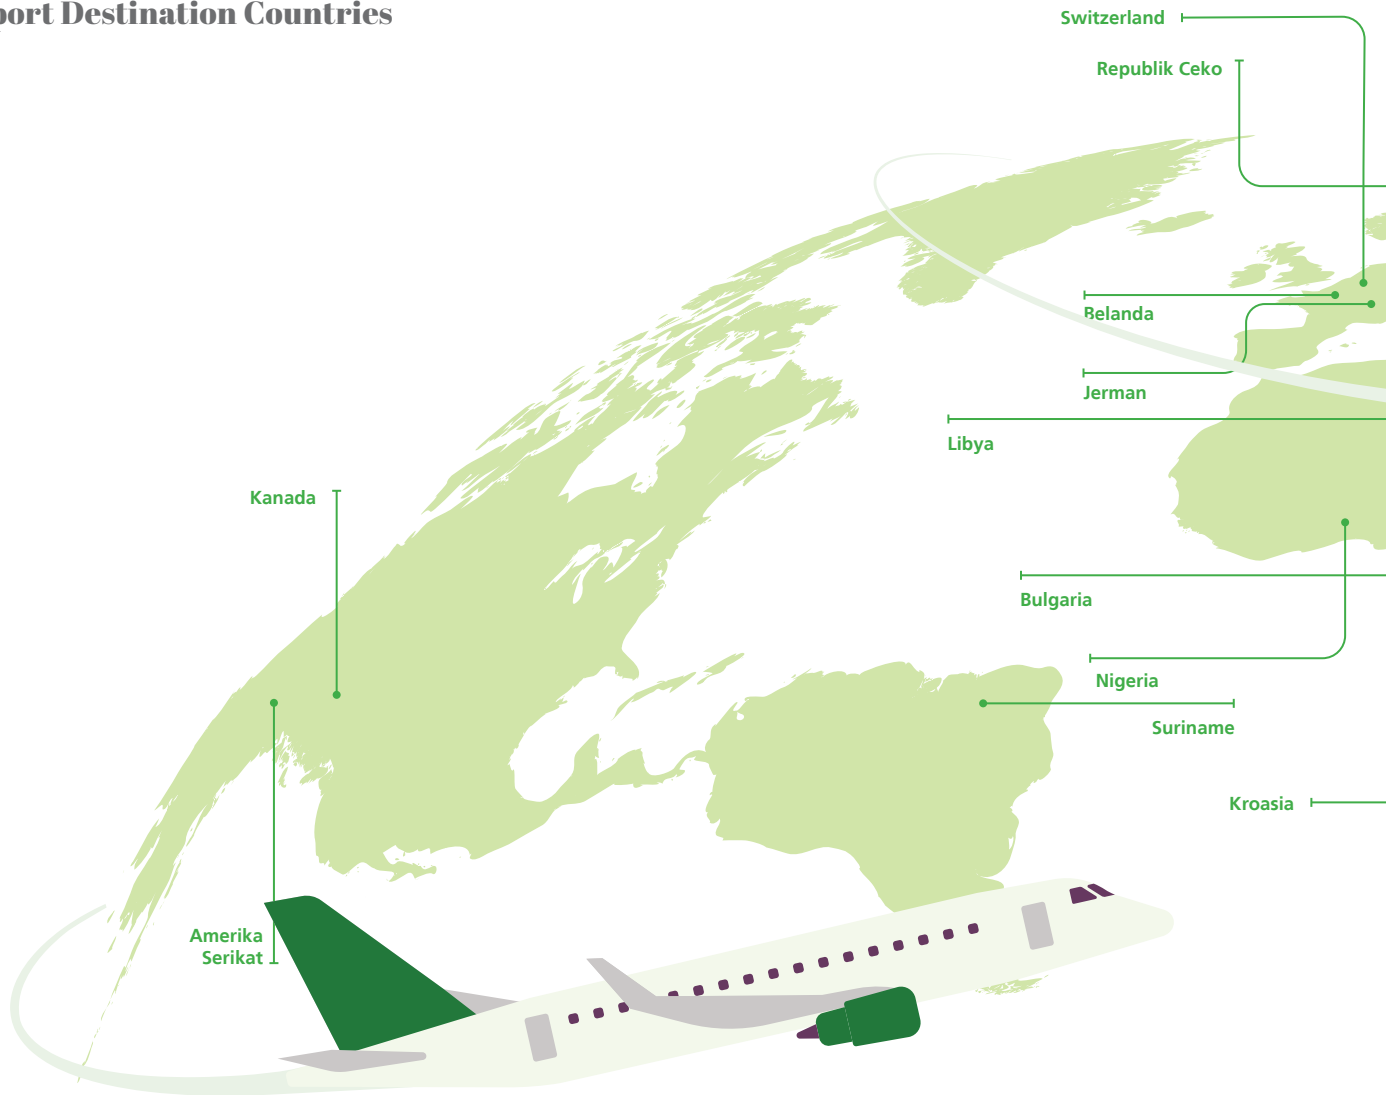 port Destination Countries
Switzerland
Republik Ceko
Belanda
Jerman
Libya
Kanada
Bulgaria
Nigeria
Suriname
Kroasia
Amerika
Serikat